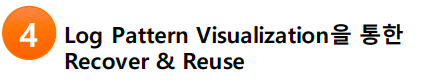 4
Log Pattern Visualization을 통한
Recover & Reuse